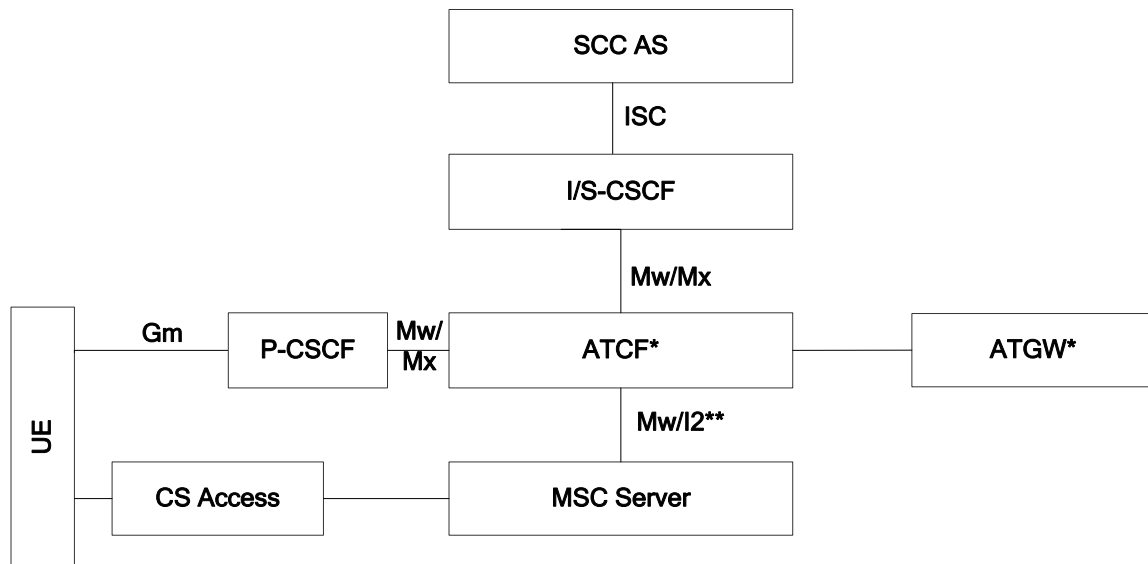 SCC AS
ISC
I/S-CSCF
Mw/Mx
Gm
P-CSCF
Mw/
Mx
ATCF*
ATGW*
Mw/I2**
UE
CS Access
MSC Server